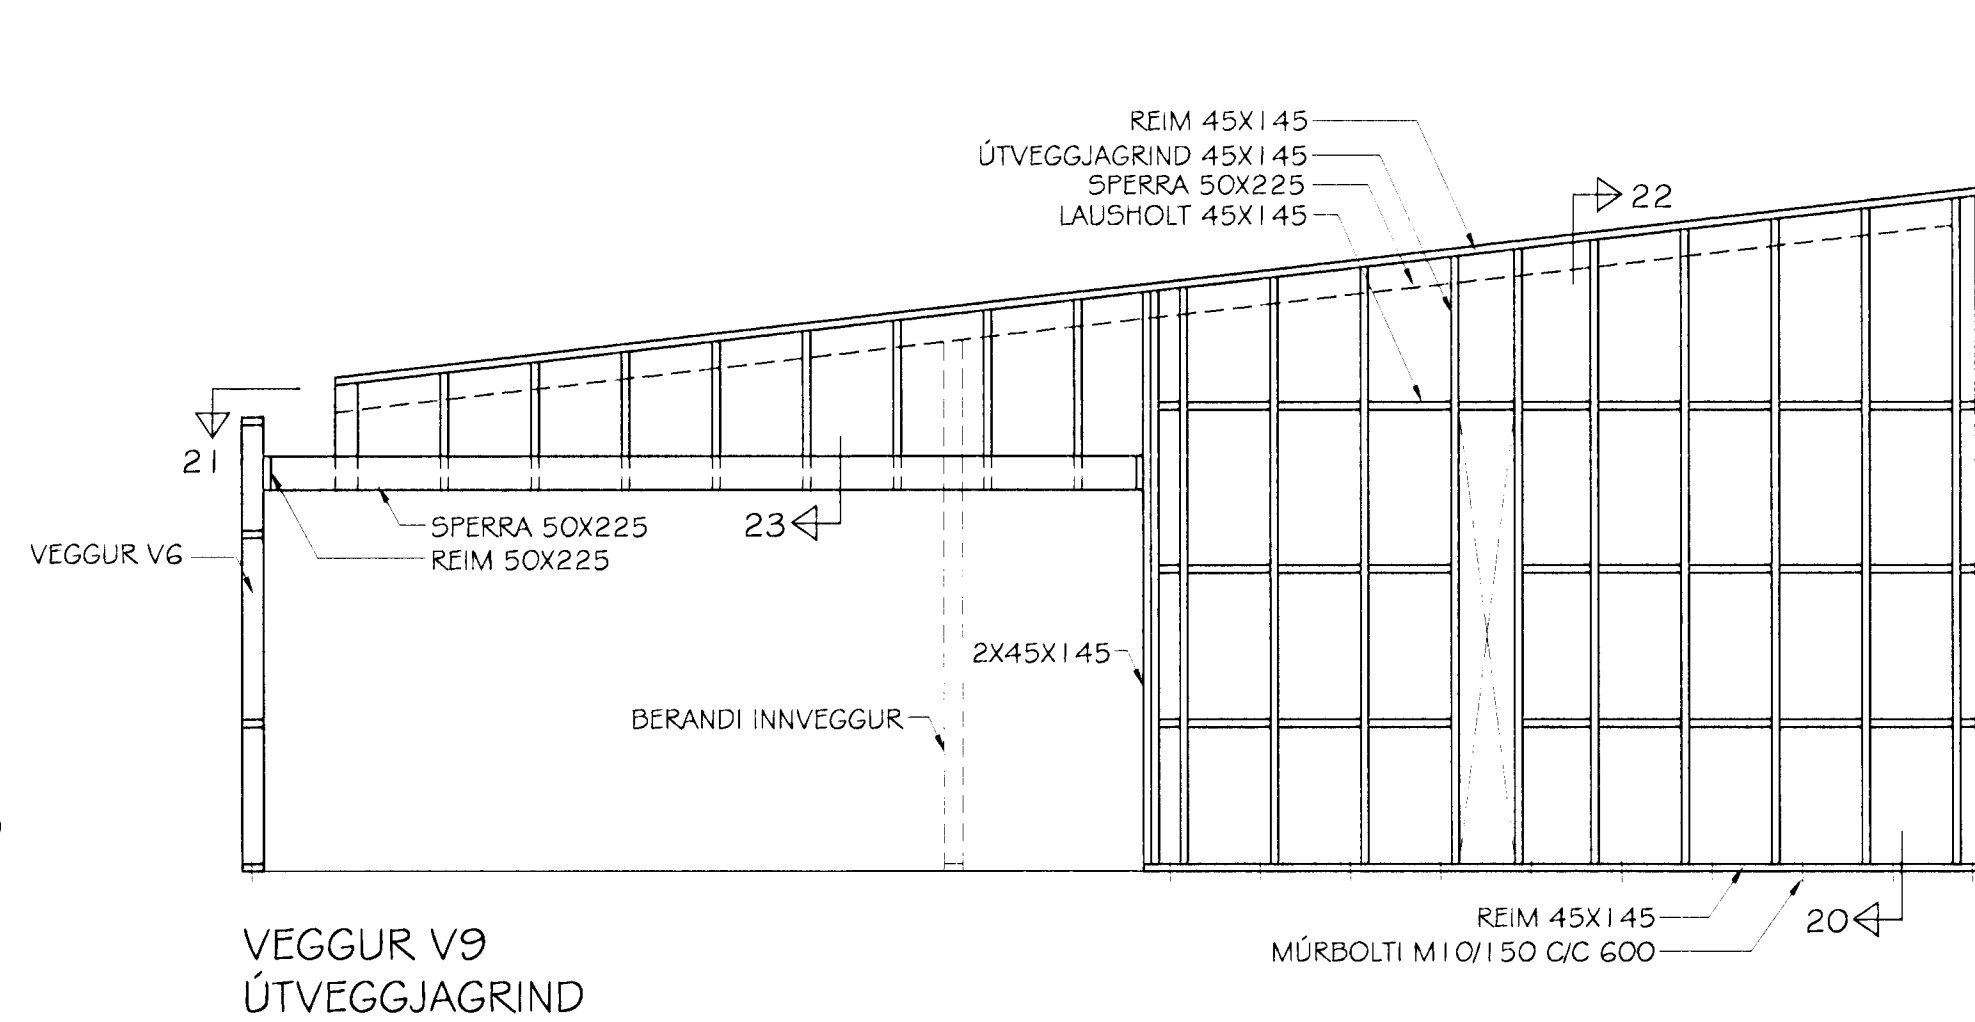 REIM 45X145
ÚTVEGGJAGRIND 45X145
SPERRA 50X225
LAUSHOLT 45X145
22
21
SPERRA 50X225
REIM 50X225
23
VEGGUR V6
2X45X145
BERANDI INNVEGGUR
REIM 45X145
MÚRBOLTI M10/150 C/C 600
20
VEGGUR V9
ÚTVEGGJAGRIND